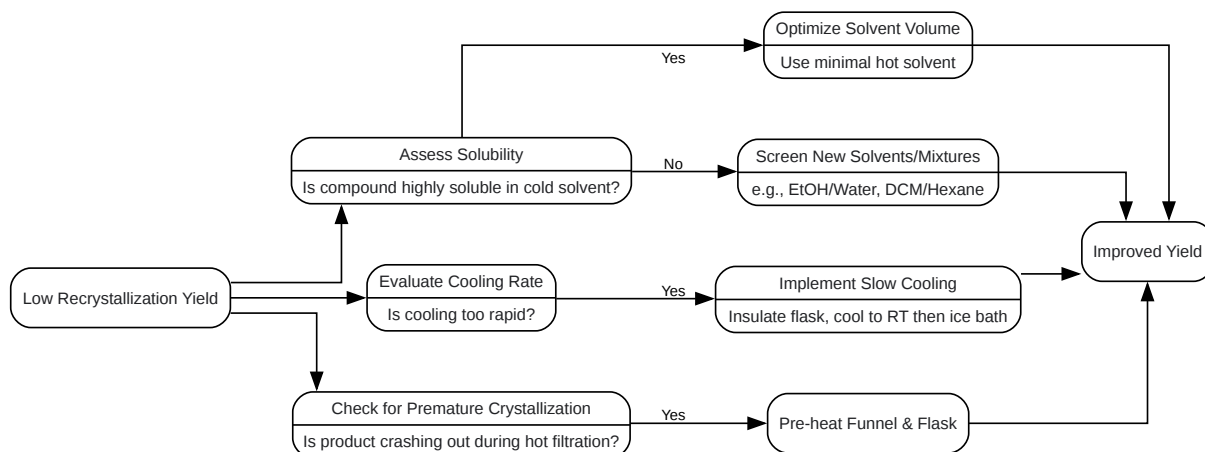 Optimize Solvent Volume
Use minimal hot solvent
Yes
Assess Solubility
Is compound highly soluble in cold solvent?
No
Screen New Solvents/Mixtures
e.g., EtOH/Water, DCM/Hexane
Improved Yield
Low Recrystallization Yield
Evaluate Cooling Rate
Is cooling too rapid?
Yes
Implement Slow Cooling
Insulate flask, cool to RT then ice bath
Check for Premature Crystallization
Is product crashing out during hot filtration?
Yes
Pre-heat Funnel & Flask